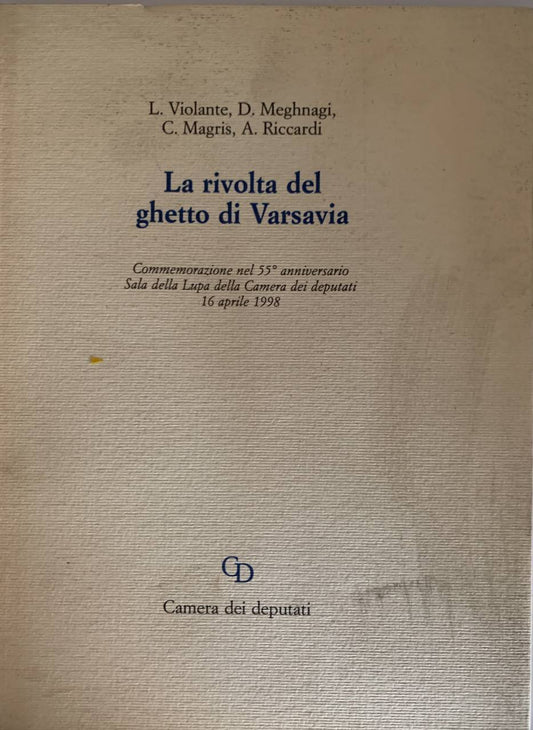 L. Violante, D. Meghnagi,
C. Magris, A. Riccardi
La rivolta del
ghetto di Varsavia
Commemorazione nel 55° anniversario
Sala della Lupa della Camera dei deputati
16 aprile 1998
CD
Camera dei deputati